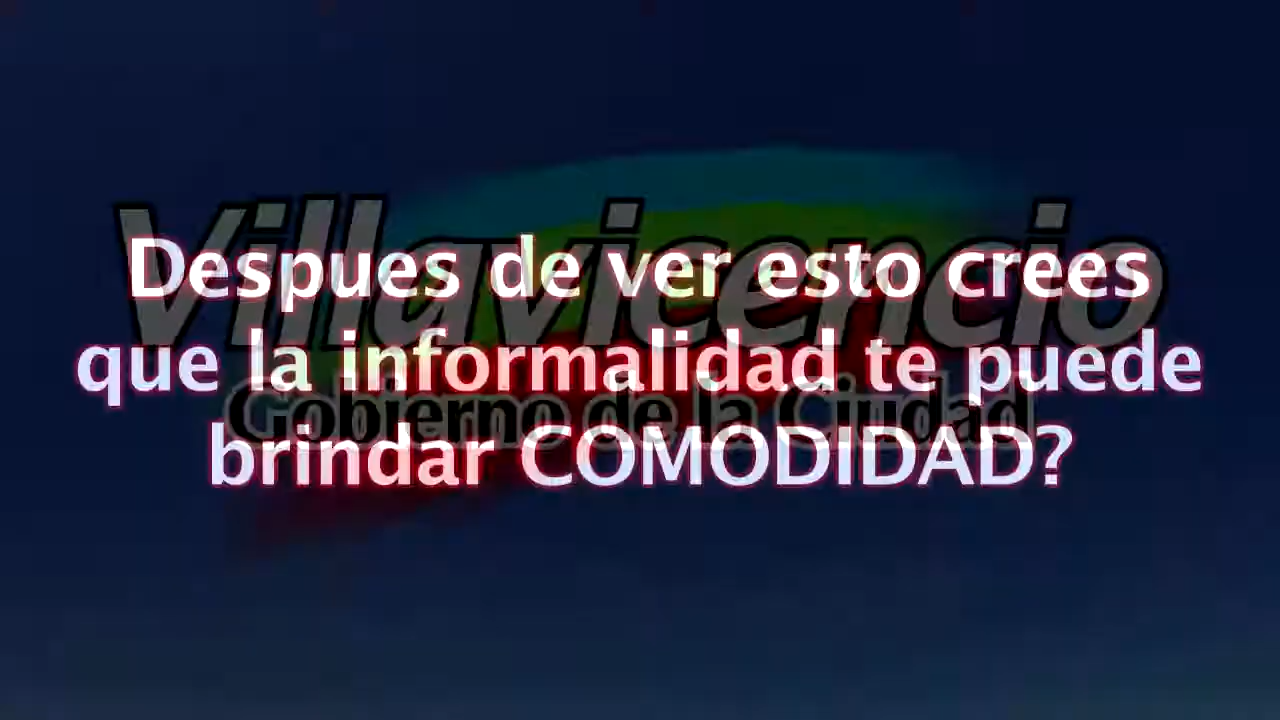 Villavicencio
Despues de ver esto crees
que la informalidad te puede
Gobierno de la Ciudad
brindar COMODIDAD?